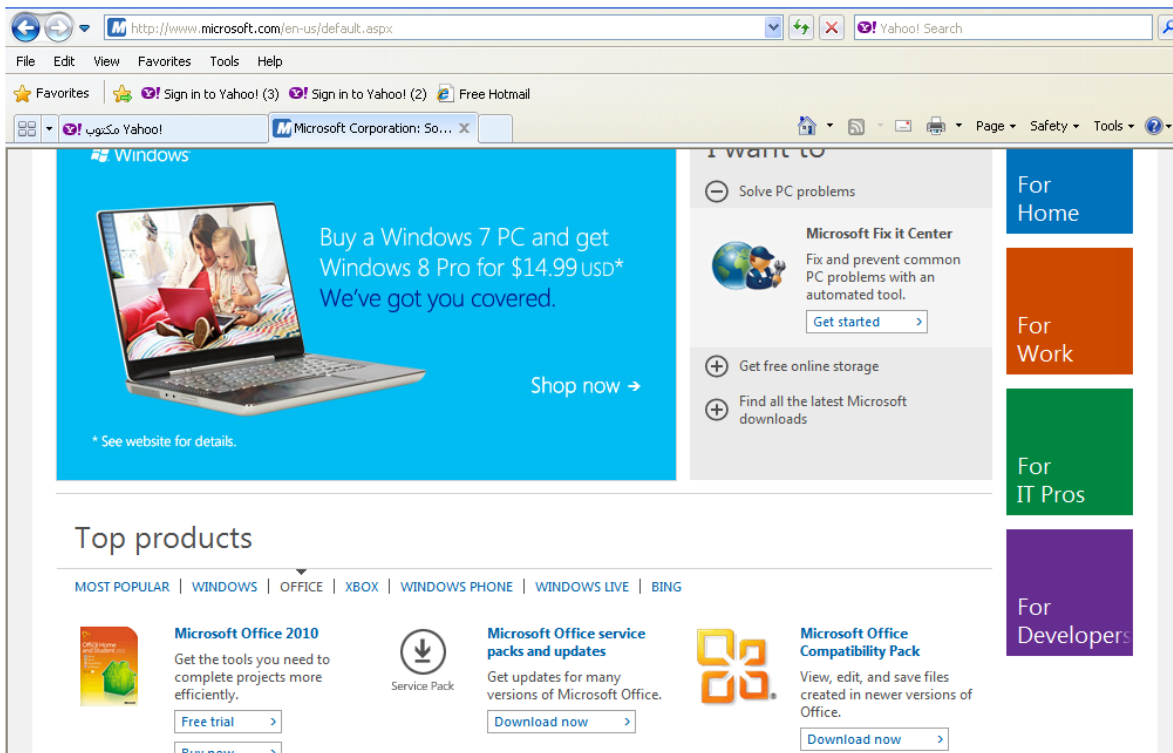 http://www.microsoft.com/en-us/default.aspx
Yahoo! Search
File Edit View Favorites Tools Help
Favorites
Sign in to Yahoo! (3)
Sign in to Yahoo! (2)
Free Hotmail
Yahoo! مكتوب
Microsoft Corporation: So...
Page
Safety
Tools
Windows
Buy a Windows 7 PC and get
Windows 8 Pro for $14.99 USD*
We've got you covered.
Shop now
* See website for details.
I want to
Solve PC problems
Microsoft Fix it Center
Fix and prevent common
PC problems with an
automated tool.
Get started
Get free online storage
Find all the latest Microsoft
downloads
For
Home
For
Work
For
IT Pros
For
Developers
Top products
MOST POPULAR | WINDOWS | OFFICE | XBOX | WINDOWS PHONE | WINDOWS LIVE | BING
Microsoft Office 2010
Get the tools you need to
complete projects more
efficiently.
Free trial
Buy now
Service Pack
Microsoft Office service
packs and updates
Get updates for many
versions of Microsoft Office.
Download now
Microsoft Office
Compatibility Pack
View, edit, and save files
created in newer versions of
Office.
Download now